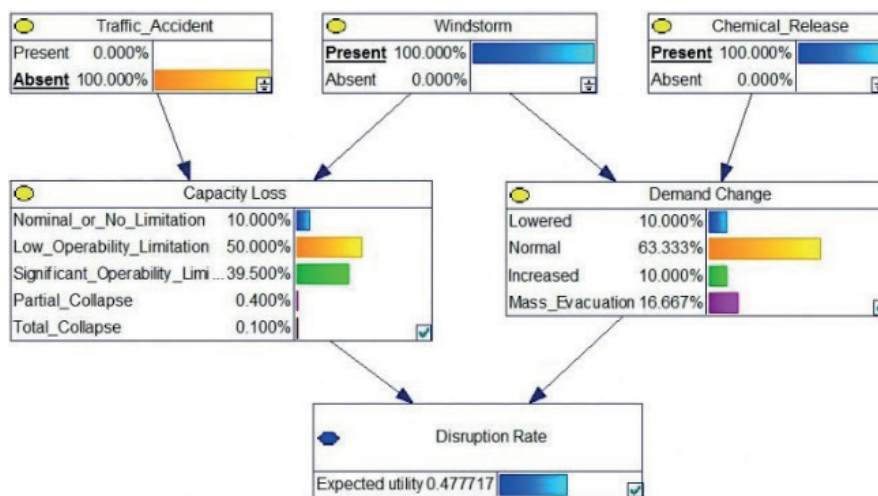 Traffic_Accident
Present 0.000%
Absent 100.000%
Windstorm
Present 100.000%
Absent 0.000%
Chemical_Release
Present 100.000%
Absent 0.000%
Capacity Loss
Nominal_or_No_Limitation 10.000%
Low_Operability_Limitation 50.000%
Significant_Operability_Limi...39.500%
Partial_Collapse 0.400%
Total_Collapse 0.100%
Demand Change
Lowered 10.000%
Normal 63.333%
Increased 10.000%
Mass_Evacuation 16.667%
Disruption Rate
Expected utility 0.477717